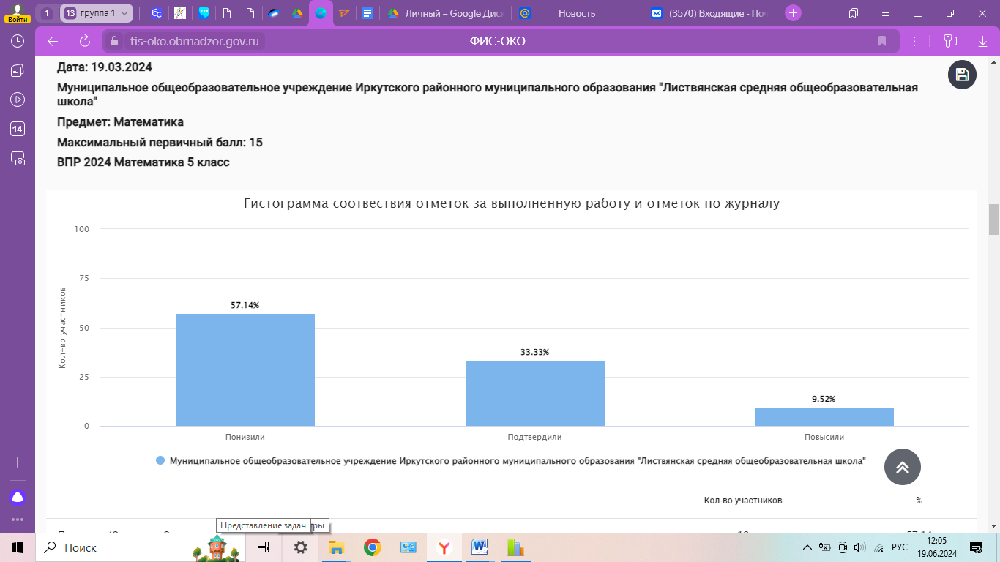 Войти
1
13 группа 1
Личный – Google Дис
Новость
(3570) Входящие - Поч
fis-oko.obrnadzor.gov.ru
ФИС-ОКО
14
Дата: 19.03.2024
Муниципальное общеобразовательное учреждение Иркутского районного муниципального образования "Листвянская средняя общеобразовательная
школа"
Предмет: Математика
Максимальный первичный балл: 15
ВПР 2024 Математика 5 класс
Гистограмма соотвествия отметок за выполненную работу и отметок по журналу
Кол-во участников
100
75
50
25
0
57.14%
33.33%
9.52%
Понизили
Подтвердили
Повысили
Муниципальное общеобразовательное учреждение Иркутского районного муниципального образования "Листвянская средняя общеобразовательная школа"
Кол-во участников
%
Представление задач
тры
Поиск
РУС
12:05
19.06.2024